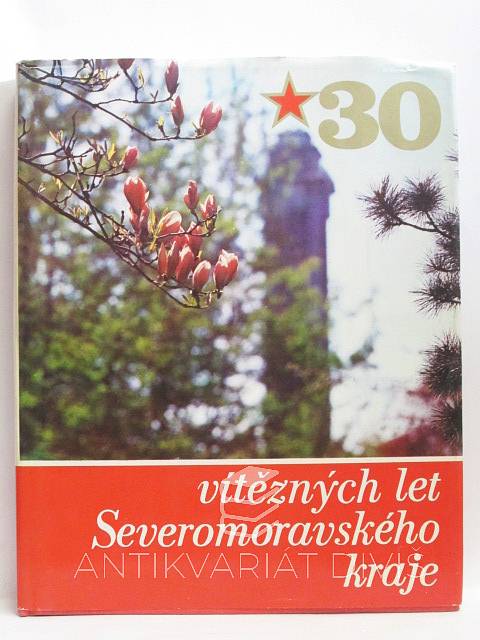 30
vítězných let
Severomoravského
ANTIKVARIÁT DIVIŠ
kraje